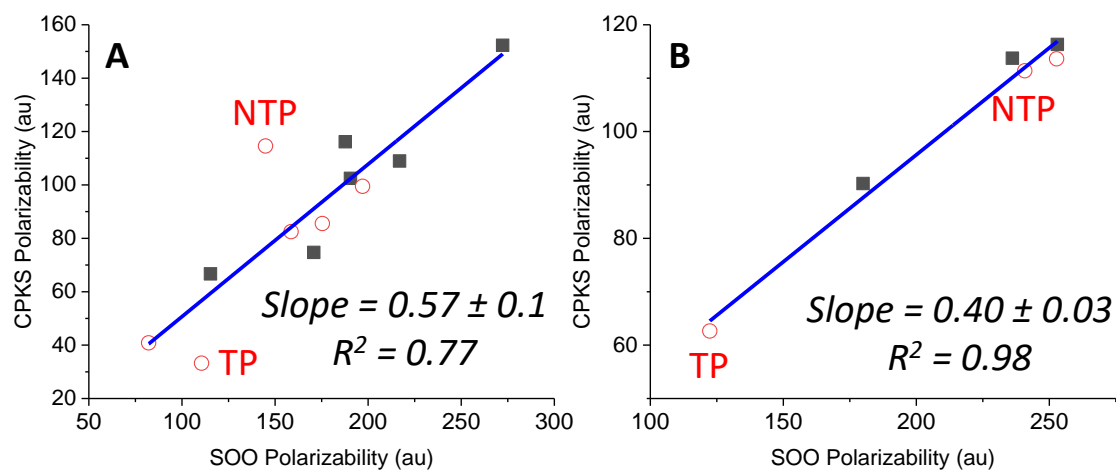 A
CPKS Polarizability (au)
160
140
120
100
80
60
40
20
NTP
TP
Slope = 0.57 ± 0.1
R² = 0.77
50
100
150
200
250
300
SOO Polarizability (au)
B
CPKS Polarizability (au)
120
100
80
60
NTP
TP
Slope = 0.40 ± 0.03
R² = 0.98
100
150
200
250
SOO Polarizability (au)